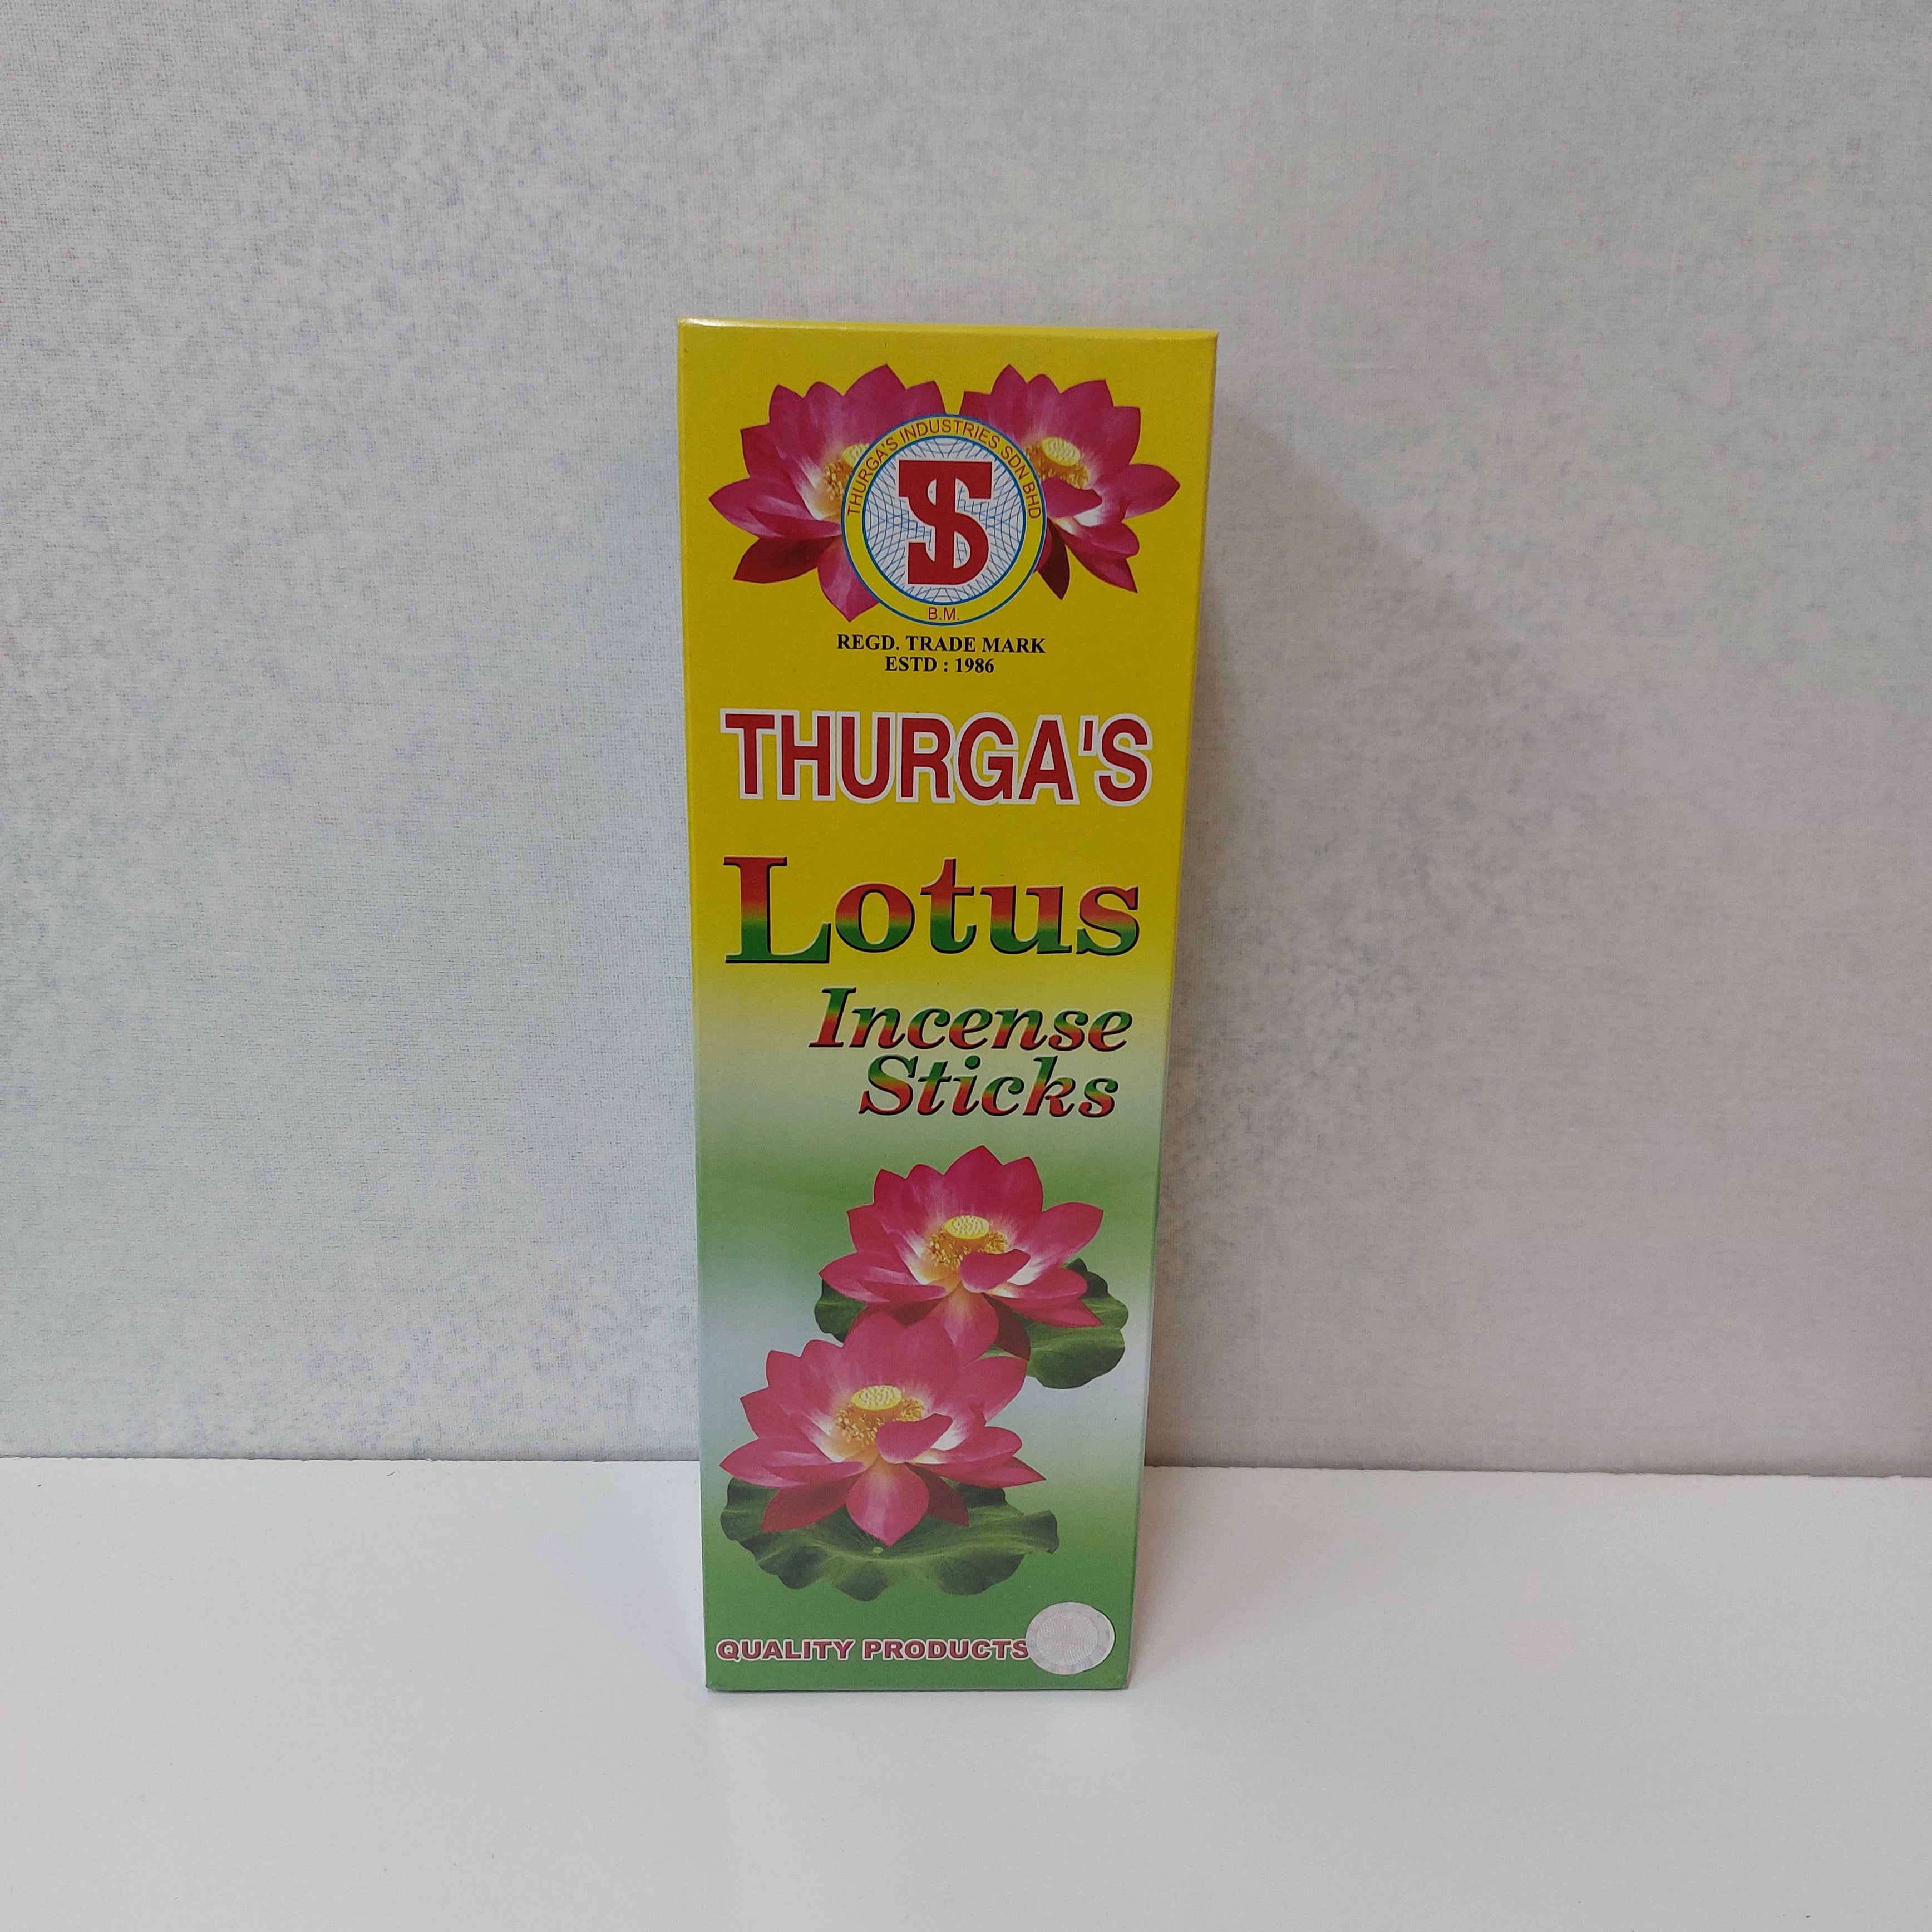 THURGA'S INDUSTRIES SDN BHD
TS
B.M.
REGD. TRADE MARK
ESTD : 1986
THURGA'S
Lotus
Incense
Sticks
QUALITY PRODUCTS